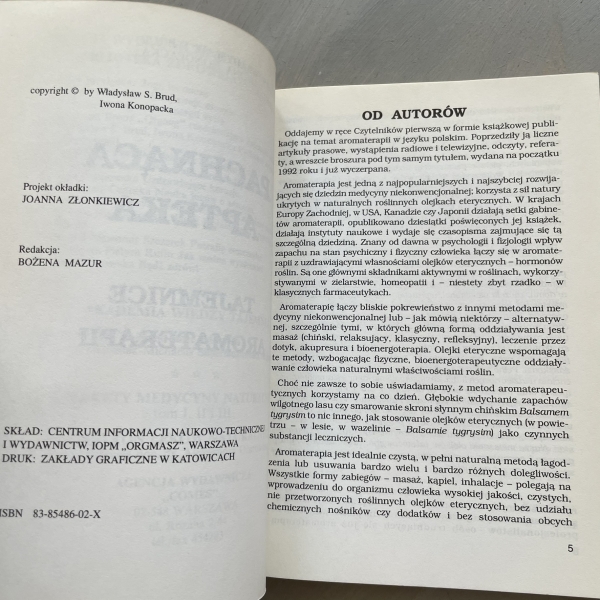 copyright © by Władysław S. Brud,
Iwona Konopacka
Projekt okładki:
JOANNA ZŁONKIEWICZ
Redakcja:
BOŻENA MAZUR
SKŁAD: CENTRUM INFORMACJI NAUKOWO-TECHNICZNEJ
I WYDAWNICTW, IOPM „ORGMASZ”, WARSZAWA
DRUK: ZAKŁADY GRAFICZNE W KATOWICACH
ISBN 83-85486-02-X
OD AUTORÓW
Oddajemy w ręce Czytelników pierwszą w formie książkowej publi-
kację na temat aromaterapii w języku polskim. Poprzedziły ją liczne
artykuły prasowe, wystąpienia radiowe i telewizyjne, odczyty, refera-
ty, a wreszcie broszura pod tym samym tytułem, wydana na początku
1992 roku i już wyczerpana.
Aromaterapia jest jedną z najpopularniejszych i najszybciej rozwija-
jących się dziedzin medycyny niekonwencjonalnej; korzysta z sił natury
ukrytych w naturalnych roślinnych olejkach eterycznych. W krajach
Europy Zachodniej, w USA, Kanadzie czy Japonii działają setki gabine-
tów aromaterapii, opublikowano dziesiątki poświęconych jej książek,
działają instytuty naukowe i wydaje się czasopisma zajmujące się tą
szczególną dziedziną. Znany od dawna w psychologii i fizjologii wpływ
zapachu na stan psychiczny i fizyczny człowieka łączy się w aromate-
rapii z uzdrawiającymi własnościami olejków eterycznych – hormonów
roślin. Są one głównymi składnikami aktywnymi w roślinach, wykorzy-
stywanymi w zielarstwie, homeopatii i – niestety zbyt rzadko – w
klasycznych farmaceutykach.
Aromaterapię łączy bliskie pokrewieństwo z innymi metodami me-
dycyny niekonwencjonalnej lub – jak mówią niektórzy – alternatyw-
nej, szczególnie tymi, w których główną formą oddziaływania jest
masaż (chiński, relaksujący, klasyczny, refleksyjny), leczenie przez
dotyk, akupresura i bioenergoterapia. Olejki eteryczne wspomagają
te metody, wzbogacając fizyczne, bioenergoterapeutyczne oddziały-
wanie człowieka naturalnymi właściwościami roślin.
Choć nie zawsze to sobie uświadamiamy, z metod aromaterapeu-
tycznych korzystamy na co dzień. Głębokie wdychanie zapachów
wilgotnego lasu czy smarowanie skroni słynnym chińskim Balsamem
tygrysim to nic innego, jak stosowanie olejków eterycznych (w powie-
trzu – w lesie, w wazelinie – Balsamie tygrysim) jako czynnych
substancji leczniczych.
Aromaterapia jest idealnie czystą, w pełni naturalną metodą łagod-
zenia lub usuwania bardzo wielu i bardzo różnych dolegliwości.
Wszystkie formy zabiegów – masaż, kąpiel, inhalacje – polegają na
wprowadzeniu do organizmu człowieka wysokiej jakości, czystych,
nie przetworzonych roślinnych olejków eterycznych, bez udziału
chemicznych nośników czy dodatków i bez stosowania obcych
5